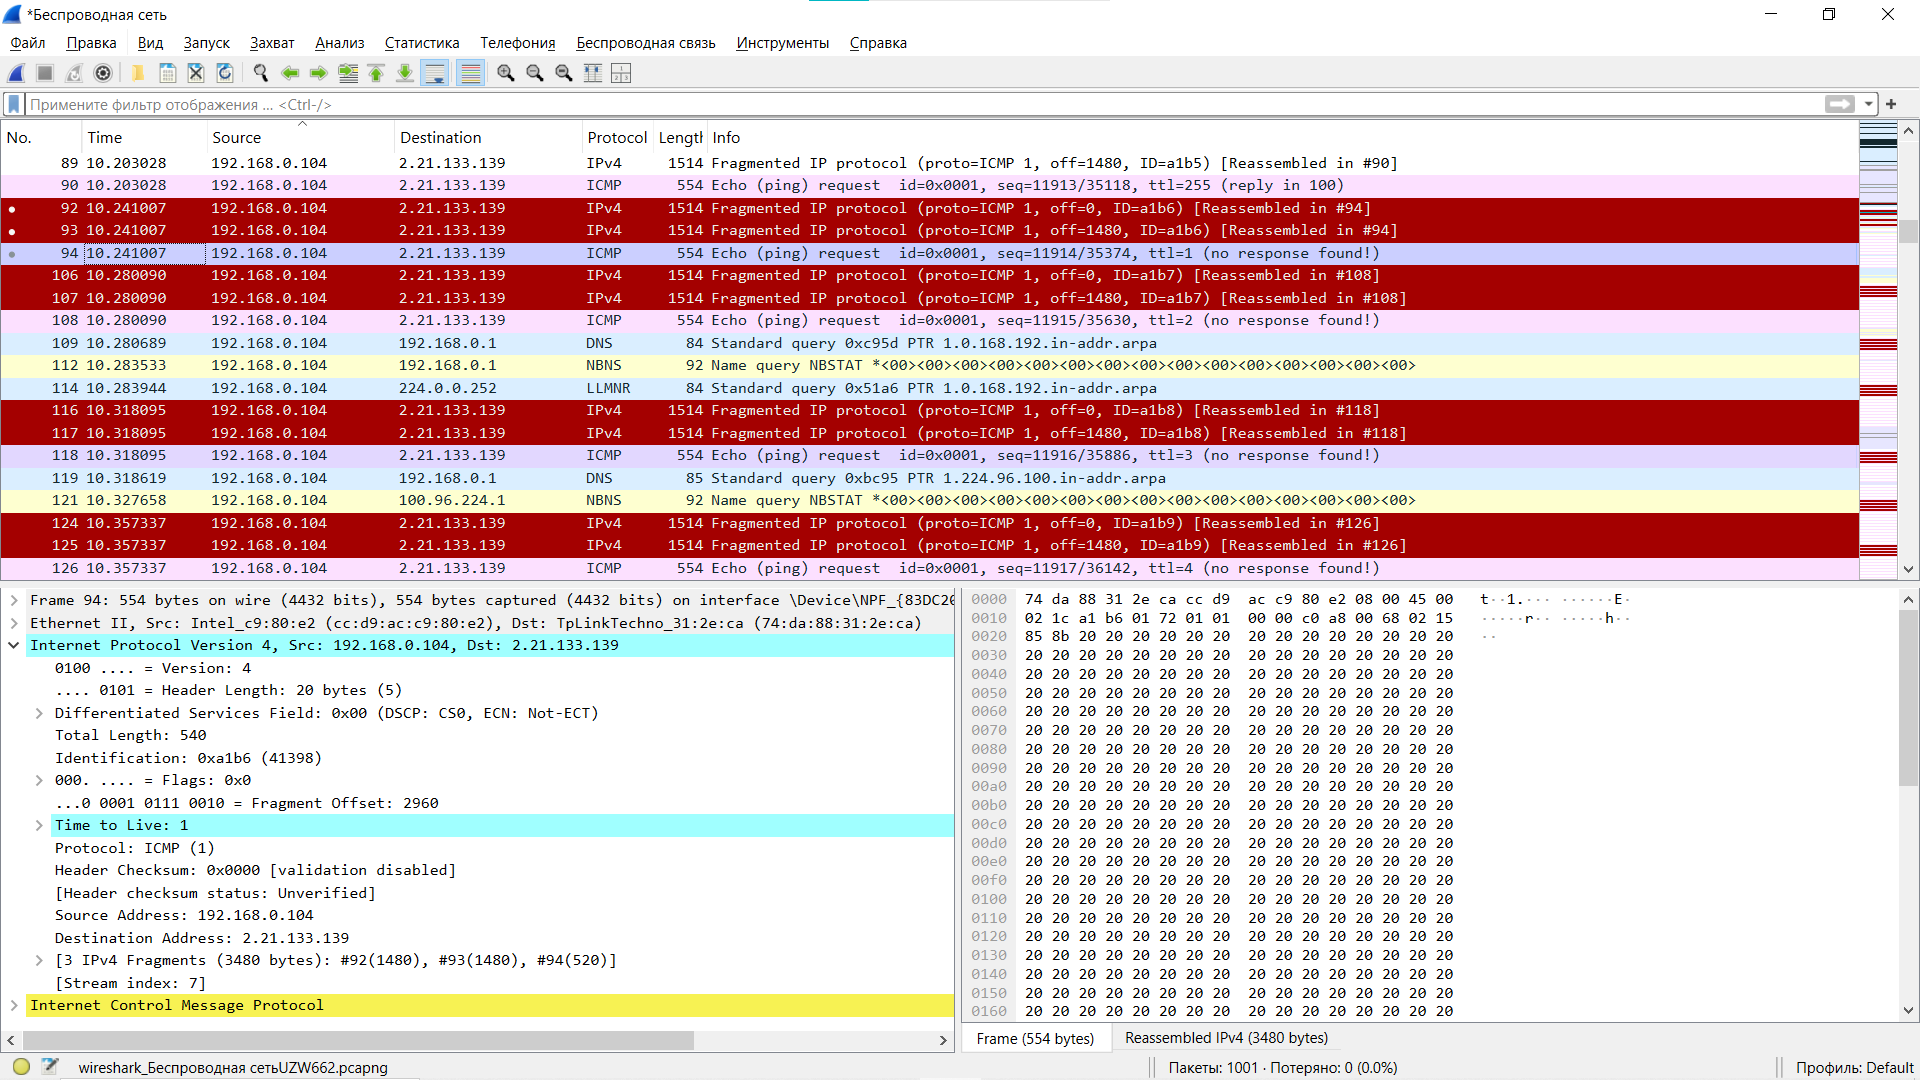 *Беспроводная сеть
Файл Правка Вид Запуск Захват Анализ Статистика Телефония Беспроводная связь Инструменты Справка
Примените фильтр отображения ... <Ctrl-/>
No. Time Source Destination Protocol Length Info
89 10.203028 192.168.0.104 2.21.133.139 IPv4 1514 Fragmented IP protocol (proto=ICMP 1, off=1480, ID=a1b5) [Reassembled in #90]
90 10.203028 192.168.0.104 2.21.133.139 ICMP 554 Echo (ping) request id=0x0001, seq=11913/35118, ttl=255 (reply in 100)
92 10.241007 192.168.0.104 2.21.133.139 IPv4 1514 Fragmented IP protocol (proto=ICMP 1, off=0, ID=a1b6) [Reassembled in #94]
93 10.241007 192.168.0.104 2.21.133.139 IPv4 1514 Fragmented IP protocol (proto=ICMP 1, off=1480, ID=a1b6) [Reassembled in #94]
94 10.241007 192.168.0.104 2.21.133.139 ICMP 554 Echo (ping) request id=0x0001, seq=11914/35374, ttl=1 (no response found!)
106 10.280090 192.168.0.104 2.21.133.139 IPv4 1514 Fragmented IP protocol (proto=ICMP 1, off=0, ID=a1b7) [Reassembled in #108]
107 10.280090 192.168.0.104 2.21.133.139 IPv4 1514 Fragmented IP protocol (proto=ICMP 1, off=1480, ID=a1b7) [Reassembled in #108]
108 10.280090 192.168.0.104 2.21.133.139 ICMP 554 Echo (ping) request id=0x0001, seq=11915/35630, ttl=2 (no response found!)
109 10.280689 192.168.0.104 192.168.0.1 DNS 84 Standard query 0xc95d PTR 1.0.168.192.in-addr.arpa
112 10.283533 192.168.0.104 192.168.0.1 NBNS 92 Name query NBSTAT *<00><00><00><00><00><00><00><00><00><00><00><00><00><00><00>
114 10.283944 192.168.0.104 224.0.0.252 LLMNR 84 Standard query 0x51a6 PTR 1.0.168.192.in-addr.arpa
116 10.318095 192.168.0.104 2.21.133.139 IPv4 1514 Fragmented IP protocol (proto=ICMP 1, off=0, ID=a1b8) [Reassembled in #118]
117 10.318095 192.168.0.104 2.21.133.139 IPv4 1514 Fragmented IP protocol (proto=ICMP 1, off=1480, ID=a1b8) [Reassembled in #118]
118 10.318095 192.168.0.104 2.21.133.139 ICMP 554 Echo (ping) request id=0x0001, seq=11916/35886, ttl=3 (no response found!)
119 10.318619 192.168.0.104 192.168.0.1 DNS 85 Standard query 0xbc95 PTR 1.224.96.100.in-addr.arpa
121 10.327658 192.168.0.104 100.96.224.1 NBNS 92 Name query NBSTAT *<00><00><00><00><00><00><00><00><00><00><00><00><00><00><00>
124 10.357337 192.168.0.104 2.21.133.139 IPv4 1514 Fragmented IP protocol (proto=ICMP 1, off=0, ID=a1b9) [Reassembled in #126]
125 10.357337 192.168.0.104 2.21.133.139 IPv4 1514 Fragmented IP protocol (proto=ICMP 1, off=1480, ID=a1b9) [Reassembled in #126]
126 10.357337 192.168.0.104 2.21.133.139 ICMP 554 Echo (ping) request id=0x0001, seq=11917/36142, ttl=4 (no response found!)
Frame 94: 554 bytes on wire (4432 bits), 554 bytes captured (4432 bits) on interface \Device\NPF_{83DC20
Ethernet II, Src: Intel_c9:80:e2 (cc:d9:ac:c9:80:e2), Dst: TpLinkTechno_31:2e:ca (74:da:88:31:2e:ca)
Internet Protocol Version 4, Src: 192.168.0.104, Dst: 2.21.133.139
0100 .... = Version: 4
.... 0101 = Header Length: 20 bytes (5)
Differentiated Services Field: 0x00 (DSCP: CS0, ECN: Not-ECT)
Total Length: 540
Identification: 0xa1b6 (41398)
000. .... = Flags: 0x0
...0 0001 0111 0010 = Fragment Offset: 2960
Time to Live: 1
Protocol: ICMP (1)
Header Checksum: 0x0000 [validation disabled]
[Header checksum status: Unverified]
Source Address: 192.168.0.104
Destination Address: 2.21.133.139
[3 IPv4 Fragments (3480 bytes): #92(1480), #93(1480), #94(520)]
[Stream index: 7]
Internet Control Message Protocol
0000 74 da 88 31 2e ca cc d9 ac c9 80 e2 08 00 45 00 t··1.··· ······E·
0010 02 1c a1 b6 01 72 01 01 00 00 c0 a8 00 68 02 15 ·····r·· ·····h··
0020 85 8b 20 20 20 20 20 20 20 20 20 20 20 20 20 20 ··
0030 20 20 20 20 20 20 20 20 20 20 20 20 20 20 20 20
0040 20 20 20 20 20 20 20 20 20 20 20 20 20 20 20 20
0050 20 20 20 20 20 20 20 20 20 20 20 20 20 20 20 20
0060 20 20 20 20 20 20 20 20 20 20 20 20 20 20 20 20
0070 20 20 20 20 20 20 20 20 20 20 20 20 20 20 20 20
0080 20 20 20 20 20 20 20 20 20 20 20 20 20 20 20 20
0090 20 20 20 20 20 20 20 20 20 20 20 20 20 20 20 20
00a0 20 20 20 20 20 20 20 20 20 20 20 20 20 20 20 20
00b0 20 20 20 20 20 20 20 20 20 20 20 20 20 20 20 20
00c0 20 20 20 20 20 20 20 20 20 20 20 20 20 20 20 20
00d0 20 20 20 20 20 20 20 20 20 20 20 20 20 20 20 20
00e0 20 20 20 20 20 20 20 20 20 20 20 20 20 20 20 20
00f0 20 20 20 20 20 20 20 20 20 20 20 20 20 20 20 20
0100 20 20 20 20 20 20 20 20 20 20 20 20 20 20 20 20
0110 20 20 20 20 20 20 20 20 20 20 20 20 20 20 20 20
0120 20 20 20 20 20 20 20 20 20 20 20 20 20 20 20 20
0130 20 20 20 20 20 20 20 20 20 20 20 20 20 20 20 20
0140 20 20 20 20 20 20 20 20 20 20 20 20 20 20 20 20
0150 20 20 20 20 20 20 20 20 20 20 20 20 20 20 20 20
0160 20 20 20 20 20 20 20 20 20 20 20 20 20 20 20 20
Frame (554 bytes) Reassembled IPv4 (3480 bytes)
wireshark_Беспроводная сетьUZW662.pcapng Пакеты: 1001 · Потеряно: 0 (0.0%) Профиль: Default